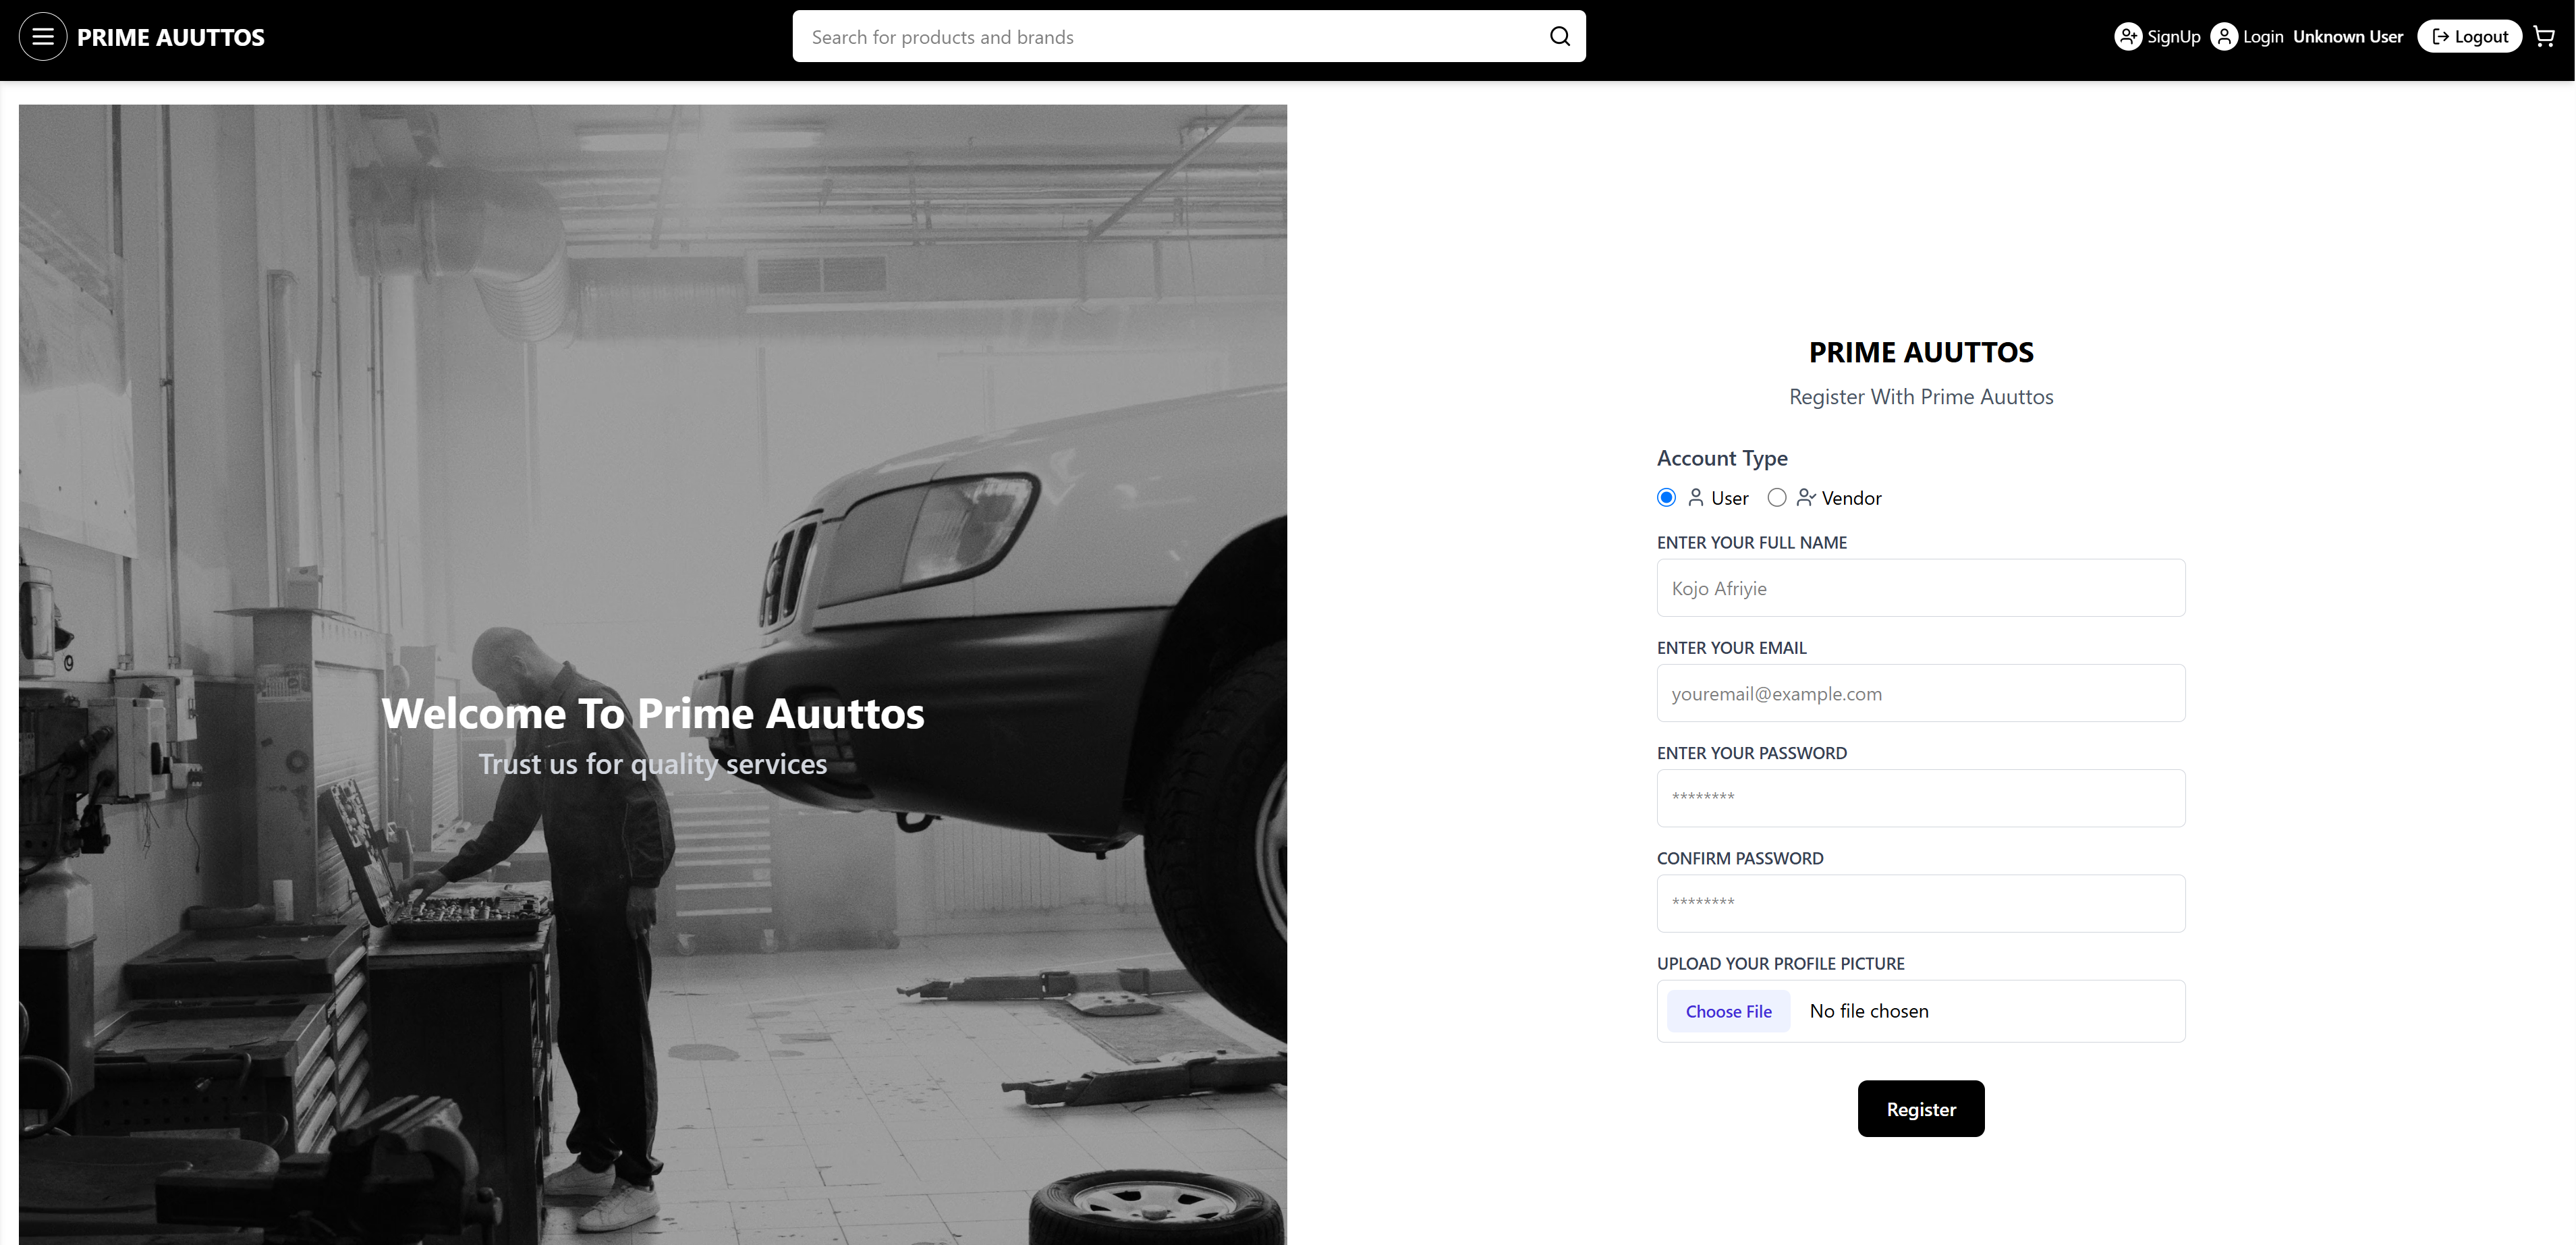 PRIME AUUTTOS
Search for products and brands
SignUp Login Unknown User Logout
Welcome To Prime Auuttos
Trust us for quality services
PRIME AUUTTOS
Register With Prime Auuttos
Account Type
User Vendor
ENTER YOUR FULL NAME
Kojo Afriyie
ENTER YOUR EMAIL
youremail@example.com
ENTER YOUR PASSWORD
********
CONFIRM PASSWORD
********
UPLOAD YOUR PROFILE PICTURE
Choose File No file chosen
Register